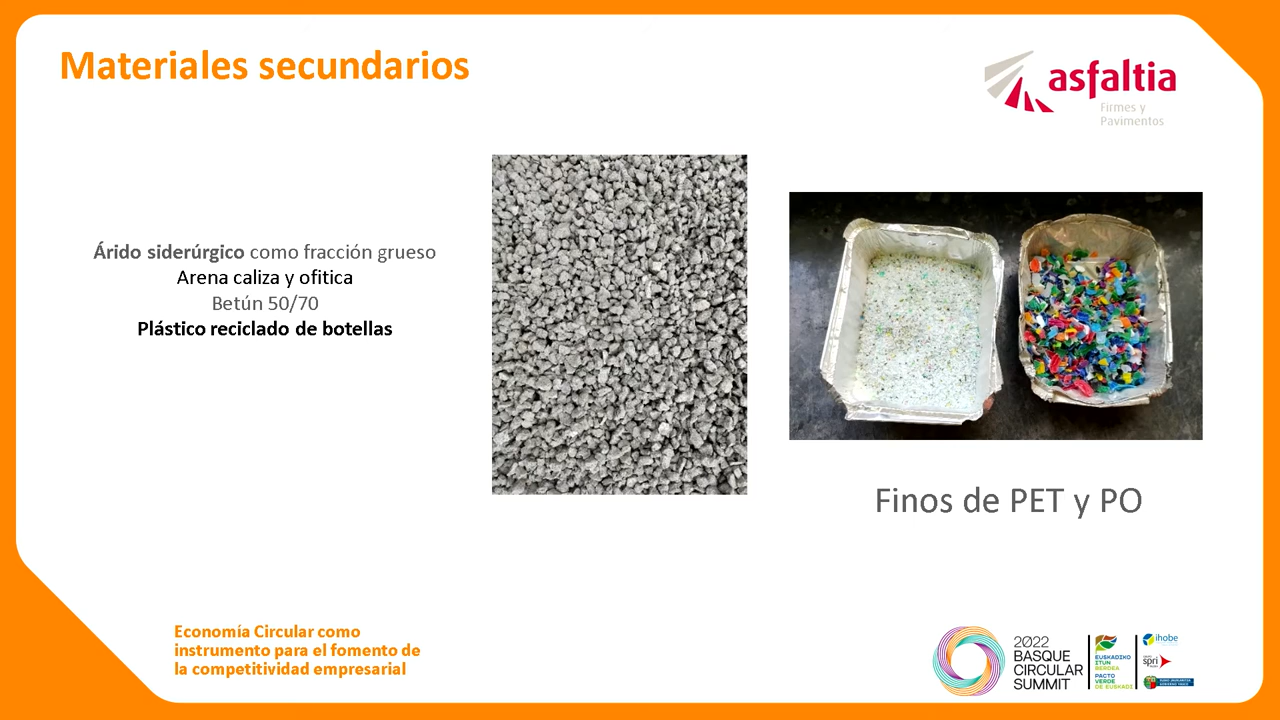 Materiales secundarios
asfaltia
Firmes y
Pavimentos
Árido siderúrgico como fracción grueso
Arena caliza y ofitica
Betún 50/70
Plástico reciclado de botellas
Finos de PET y PO
Economía Circular como
instrumento para el fomento de
la competitividad empresarial
2022
BASQUE
CIRCULAR
SUMMIT
EUSKADIKO
ITUN
BERDEA
PACTO
VERDE
DE EUSKADI
ihobe
spri